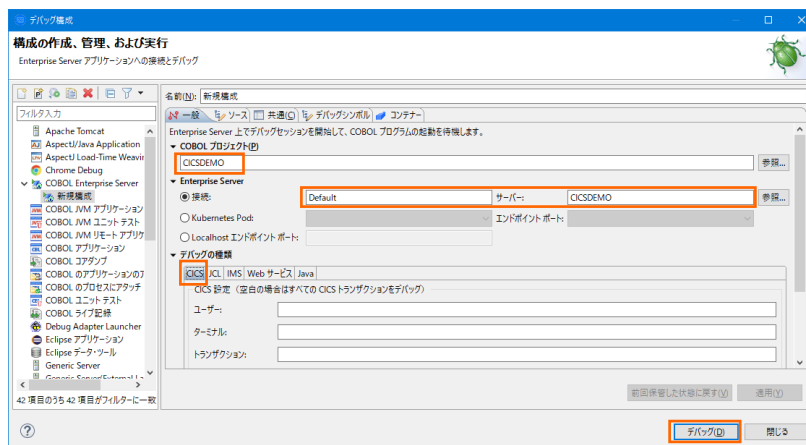 デバッグ構成
構成の作成、管理、および実行
Enterprise Server アプリケーションへの接続とデバッグ
フィルタ入力
Apache Tomcat
AspectJ/Java Application
AspectJ Load-Time Weavin
Chrome Debug
COBOL Enterprise Server
新規構成
COBOL JVM アプリケーション
COBOL JVM ユニット テスト
COBOL JVM リモート アプリケ
COBOL アプリケーション
COBOL コアダンプ
COBOL のアプリケーションのア
COBOL のプロセスにアタッチ
COBOL ユニット テスト
COBOL ライブ記録
Debug Adapter Launcher
Eclipse アプリケーション
Eclipse データ・ツール
Generic Server
42 項目のうち 42 項目がフィルターに一致
名前(N): 新規構成
一般 ソース 共通(C) デバッグシンボル コンテナー
Enterprise Server 上でデバッグセッションを開始して、COBOL プログラムの起動を待機します。
COBOL プロジェクト(P)
CICSDEMO 参照...
Enterprise Server
接続: Default サーバー: CICSDEMO 参照...
Kubernetes Pod: エンドポイント ポート:
Localhost エンドポイント ポート:
デバッグの種類
CICS JCL IMS Web サービス Java
CICS 設定 (空白の場合はすべての CICS トランザクションをデバッグ)
ユーザー:
ターミナル:
トランザクション:
前回保管した状態に戻す(V) 適用(Y)
デバッグ(D) 閉じる